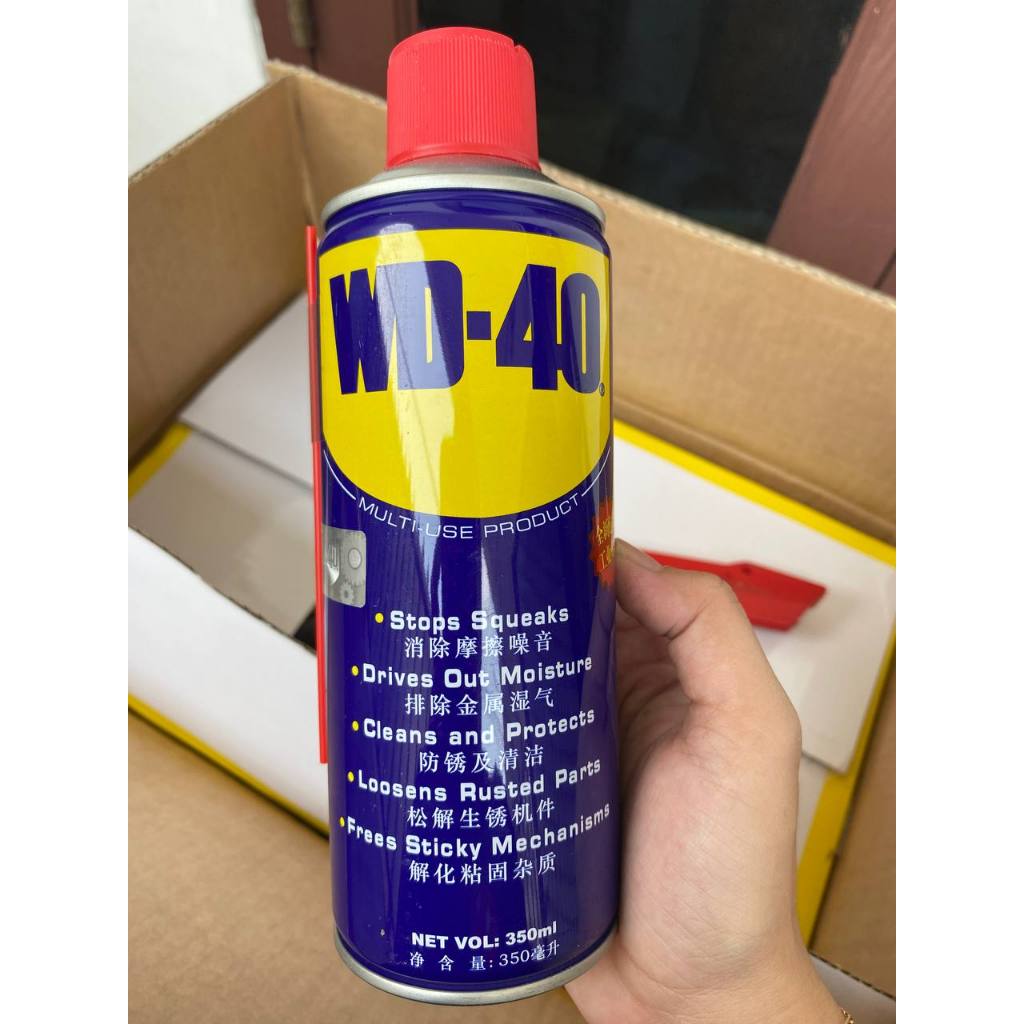 WD-40®
MULTI-USE PRODUCT
• Stops Squeaks
消除摩擦噪音
• Drives Out Moisture
排除金属湿气
• Cleans and Protects
防锈及清洁
• Loosens Rusted Parts
松解生锈机件
• Frees Sticky Mechanisms
解化粘固杂质
NET VOL: 350ml
净含量: 350毫升